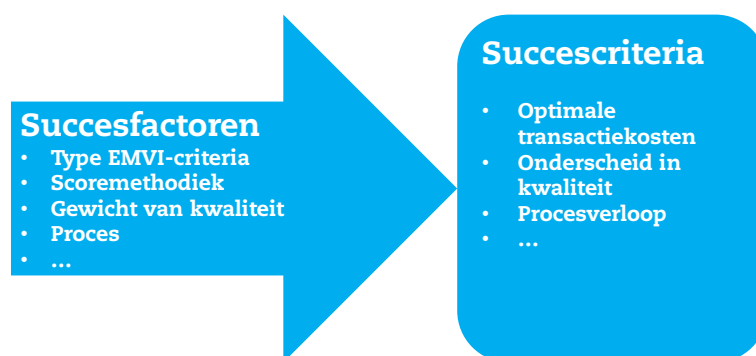 Succesfactoren
• Type EMVI-criteria
• Scoremethodiek
• Gewicht van kwaliteit
• Proces
• ...
Succescriteria
• Optimale
transactiekosten
• Onderscheid in
kwaliteit
• Procesverloop
• ...